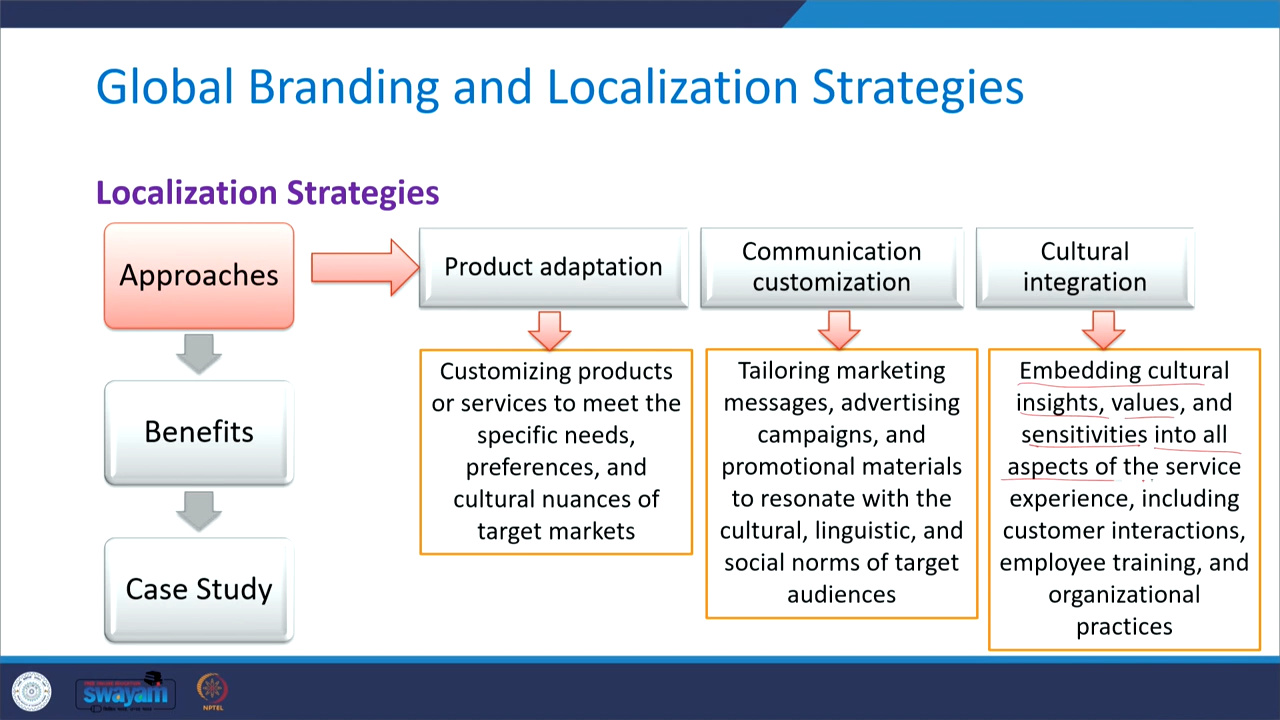 Global Branding and Localization Strategies
Localization Strategies
Approaches
Benefits
Case Study
Product adaptation
Customizing products
or services to meet the
specific needs,
preferences, and
cultural nuances of
target markets
Communication
customization
Tailoring marketing
messages, advertising
campaigns, and
promotional materials
to resonate with the
cultural, linguistic, and
social norms of target
audiences
Cultural
integration
Embedding cultural
insights, values, and
sensitivities into all
aspects of the service
experience, including
customer interactions,
employee training, and
organizational
practices
swayam
NPTEL